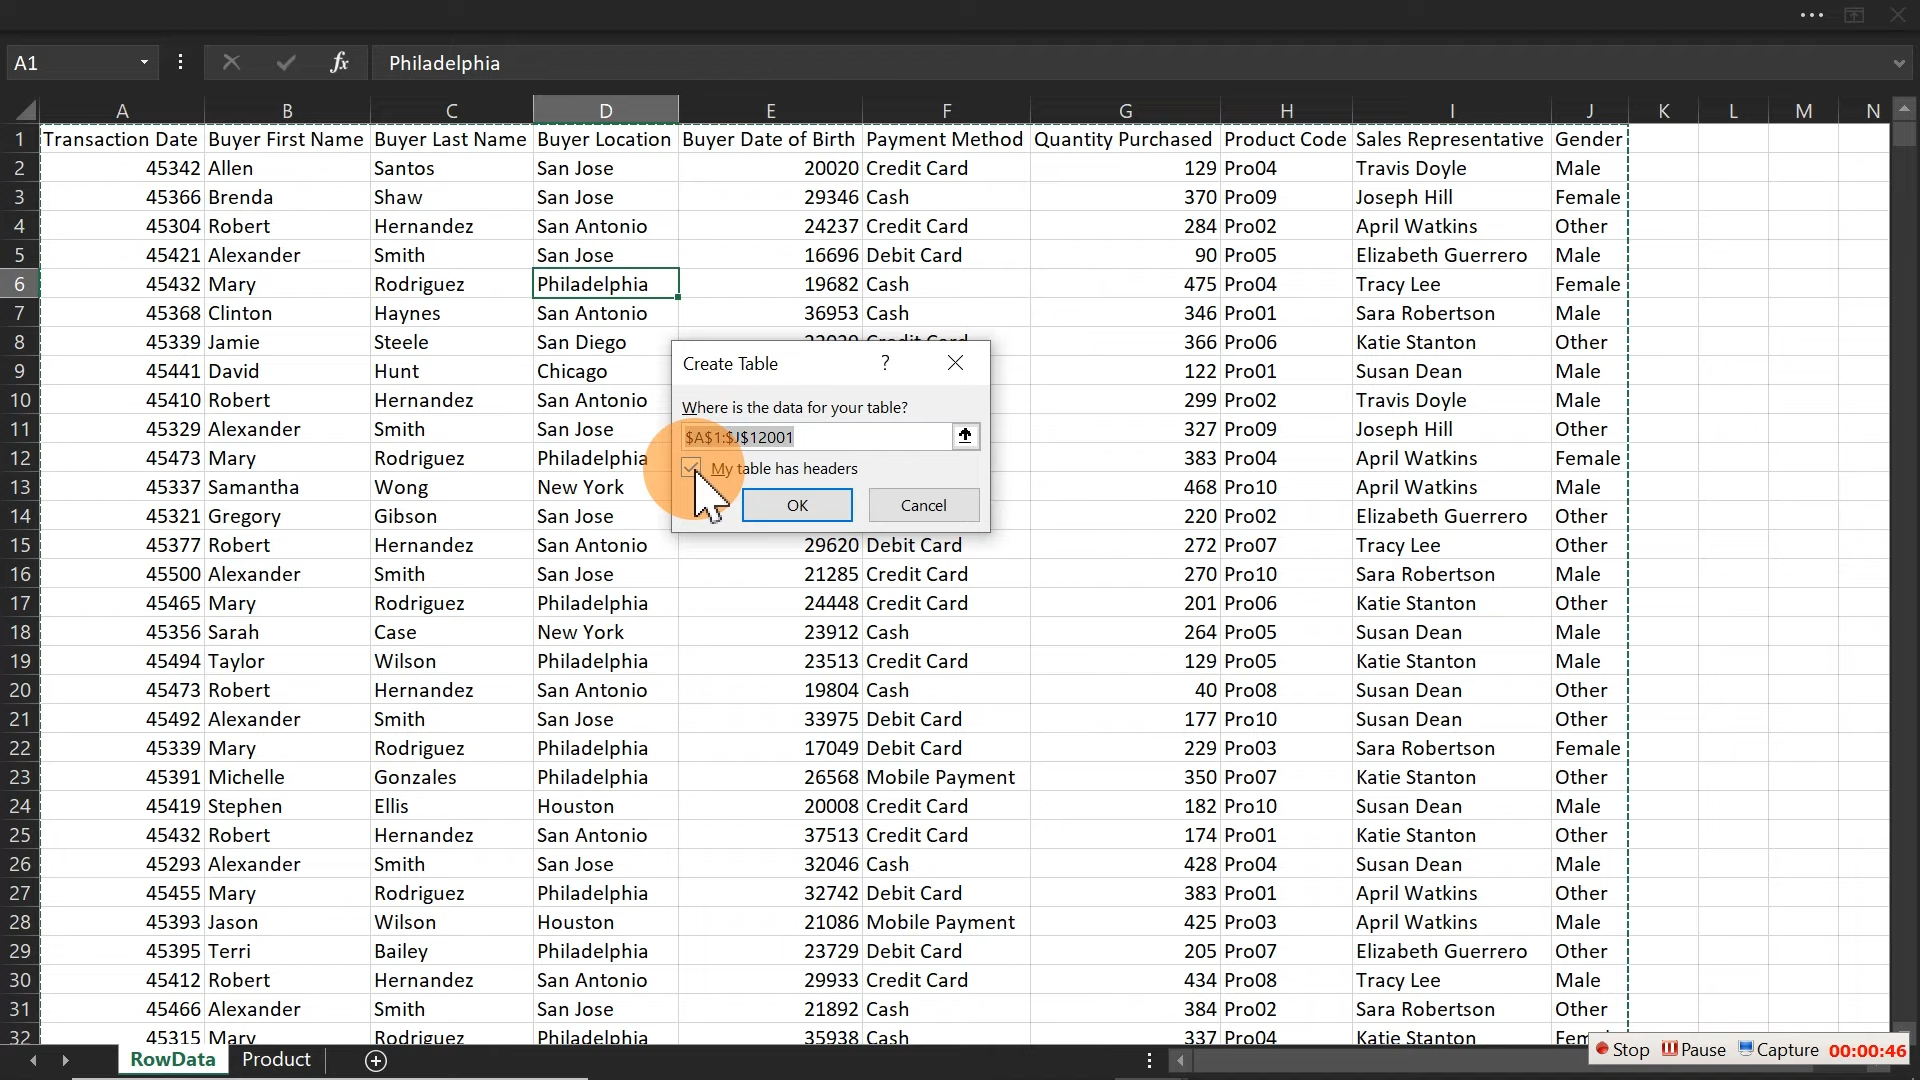 A1 fx Philadelphia
A B C D E F G H I J K L M N
1 Transaction Date Buyer First Name Buyer Last Name Buyer Location Buyer Date of Birth Payment Method Quantity Purchased Product Code Sales Representative Gender
2 45342 Allen Santos San Jose 20020 Credit Card 129 Pro04 Travis Doyle Male
3 45366 Brenda Shaw San Jose 29346 Cash 370 Pro09 Joseph Hill Female
4 45304 Robert Hernandez San Antonio 24237 Credit Card 284 Pro02 April Watkins Other
5 45421 Alexander Smith San Jose 16696 Debit Card 90 Pro05 Elizabeth Guerrero Male
6 45432 Mary Rodriguez Philadelphia 19682 Cash 475 Pro04 Tracy Lee Female
7 45368 Clinton Haynes San Antonio 36953 Cash 346 Pro01 Sara Robertson Male
8 45339 Jamie Steele San Diego 366 Pro06 Katie Stanton Other
9 45441 David Hunt Chicago 122 Pro01 Susan Dean Male
10 45410 Robert Hernandez San Antonio 299 Pro02 Travis Doyle Male
11 45329 Alexander Smith San Jose 327 Pro09 Joseph Hill Other
12 45473 Mary Rodriguez Philadelphia 383 Pro04 April Watkins Female
13 45337 Samantha Wong New York 468 Pro10 April Watkins Male
14 45321 Gregory Gibson San Jose 220 Pro02 Elizabeth Guerrero Other
15 45377 Robert Hernandez San Antonio 29620 Debit Card 272 Pro07 Tracy Lee Other
16 45500 Alexander Smith San Jose 21285 Credit Card 270 Pro10 Sara Robertson Male
17 45465 Mary Rodriguez Philadelphia 24448 Credit Card 201 Pro06 Katie Stanton Other
18 45356 Sarah Case New York 23912 Cash 264 Pro05 Susan Dean Male
19 45494 Taylor Wilson Philadelphia 23513 Credit Card 129 Pro05 Katie Stanton Male
20 45473 Robert Hernandez San Antonio 19804 Cash 40 Pro08 Susan Dean Other
21 45492 Alexander Smith San Jose 33975 Debit Card 177 Pro10 Susan Dean Other
22 45339 Mary Rodriguez Philadelphia 17049 Debit Card 229 Pro03 Sara Robertson Female
23 45391 Michelle Gonzales Philadelphia 26568 Mobile Payment 350 Pro07 Katie Stanton Other
24 45419 Stephen Ellis Houston 20008 Credit Card 182 Pro10 Susan Dean Male
25 45432 Robert Hernandez San Antonio 37513 Credit Card 174 Pro01 Katie Stanton Other
26 45293 Alexander Smith San Jose 32046 Cash 428 Pro04 Susan Dean Male
27 45455 Mary Rodriguez Philadelphia 32742 Debit Card 383 Pro01 April Watkins Other
28 45393 Jason Wilson Houston 21086 Mobile Payment 425 Pro03 April Watkins Male
29 45395 Terri Bailey Philadelphia 23729 Debit Card 205 Pro07 Elizabeth Guerrero Other
30 45412 Robert Hernandez San Antonio 29933 Credit Card 434 Pro08 Tracy Lee Male
31 45466 Alexander Smith San Jose 21892 Cash 384 Pro02 Sara Robertson Other
32 45315 Mary Rodriguez Philadelphia 35938 Cash 337 Pro04 Katie Stanton
Create Table ?
Where is the data for your table?
$A$1:$J$12001
My table has headers
OK Cancel
RowData Product
Stop Pause Capture 00:00:46